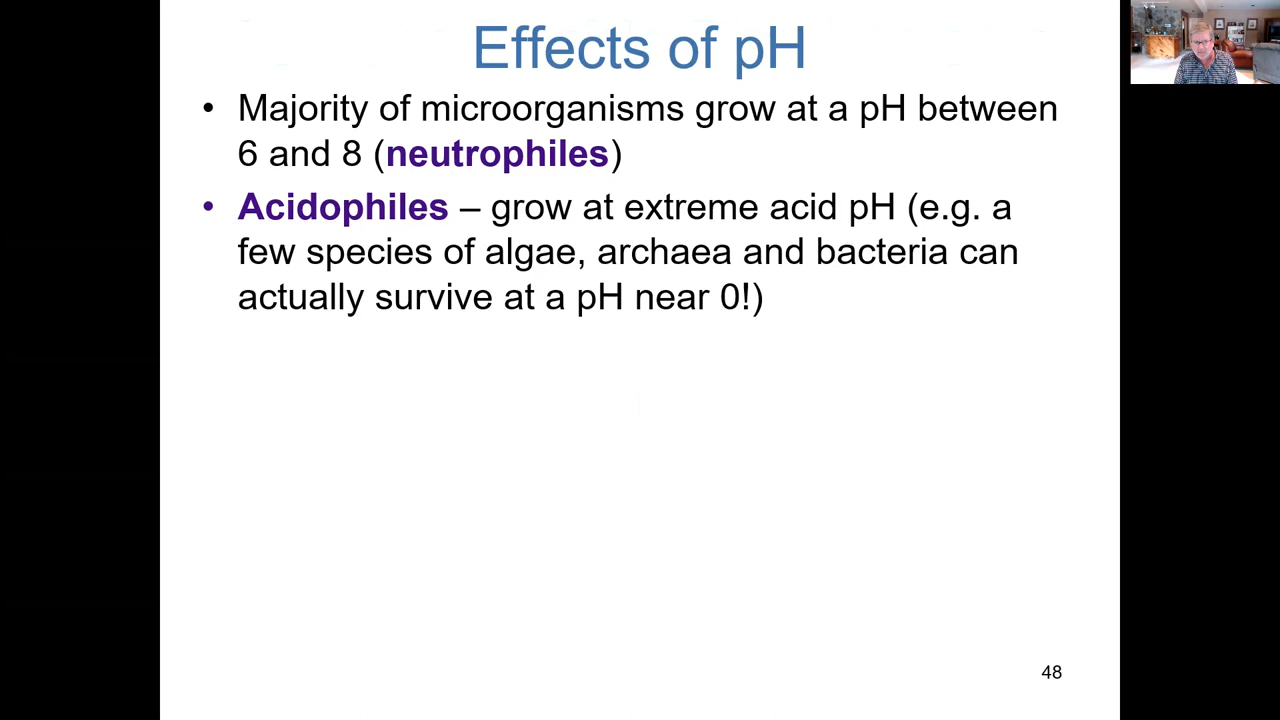 Effects of pH
• Majority of microorganisms grow at a pH between
6 and 8 (neutrophiles)
• Acidophiles – grow at extreme acid pH (e.g. a
few species of algae, archaea and bacteria can
actually survive at a pH near 0!)
48